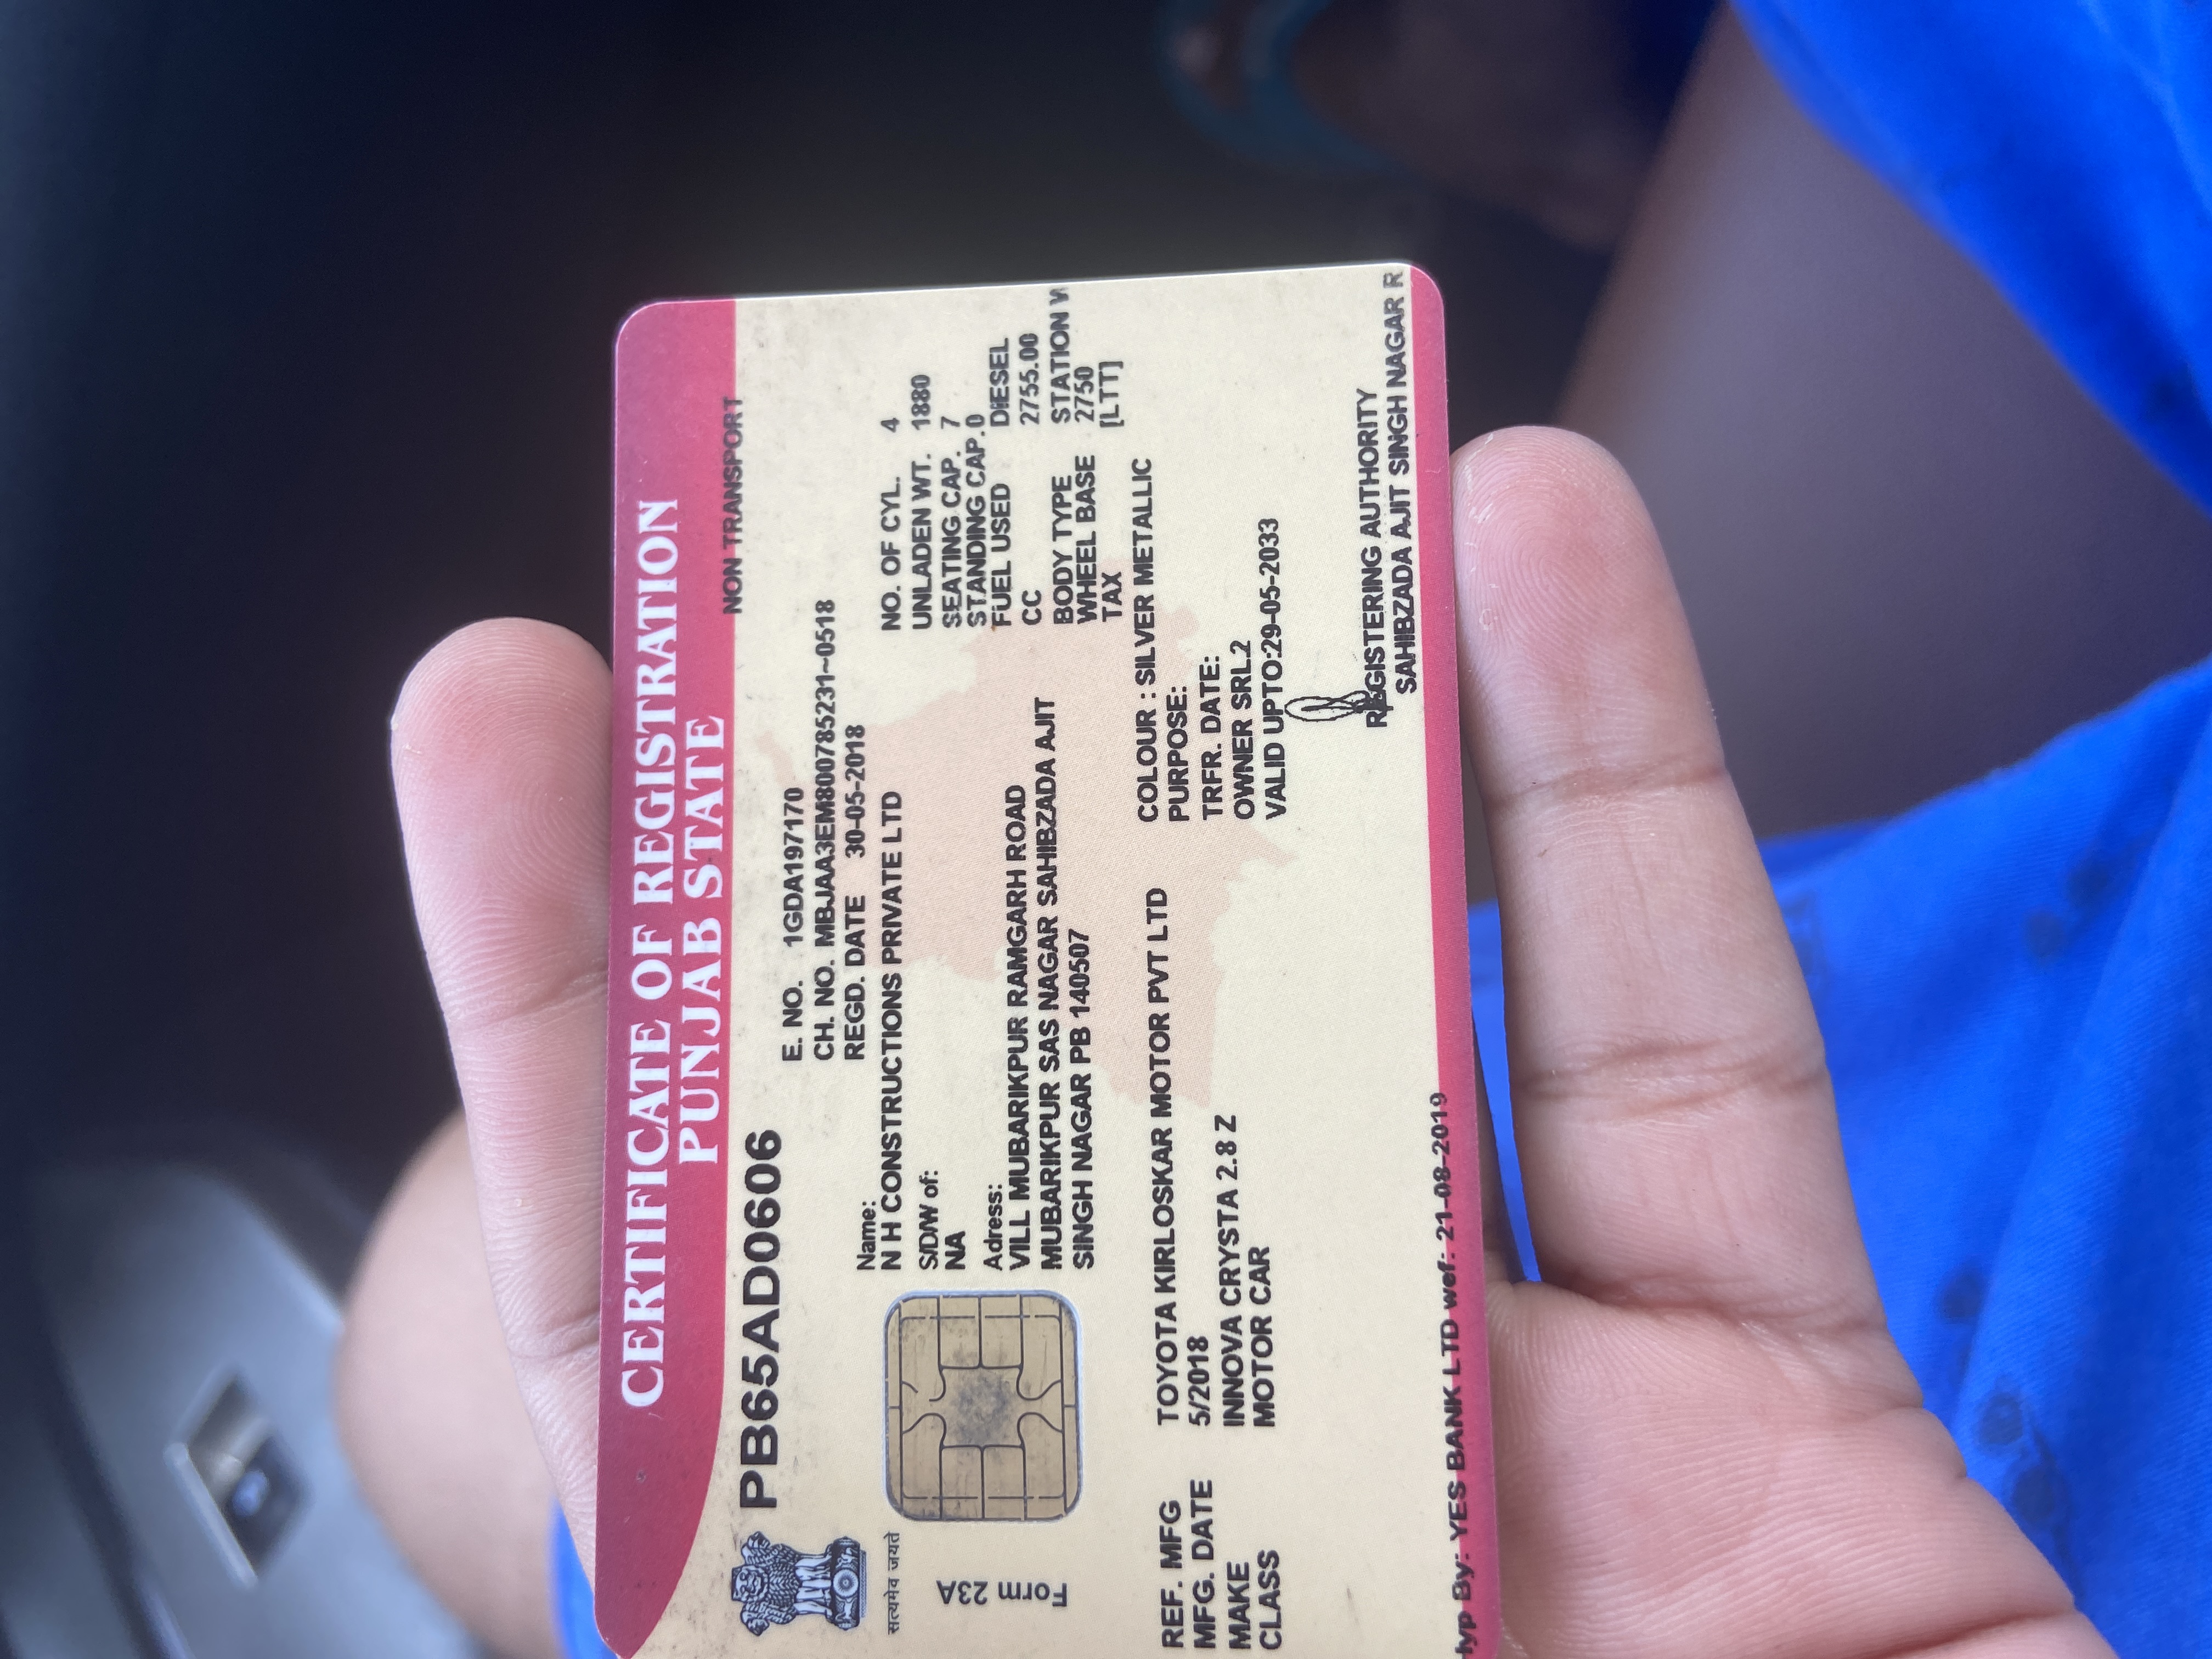 CERTIFICATE OF REGISTRATION
PUNJAB STATE
NON TRANSPORT
PB65AD0606
सत्यमेव जयते
Form
23A
E. NO. 1GDA197170
CH. NO. MBJAA3EM800785231~0518
REGD. DATE 30-05-2018
Name:
N H CONSTRUCTIONS PRIVATE LTD
S/D/W of:
NA
Adress:
VILL MUBARIKPUR RAMGARH ROAD
MUBARIKPUR SAS NAGAR SAHIBZADA AJIT
SINGH NAGAR PB 140507
NO. OF CYL. 4
UNLADEN WT. 1880
SEATING CAP. 7
STANDING CAP. 0
FUEL USED DIESEL
CC 2755.00
BODY TYPE STATION W
WHEEL BASE 2750
TAX [LTT]
REF. MFG TOYOTA KIRLOSKAR MOTOR PVT LTD
MFG. DATE 5/2018
MAKE INNOVA CRYSTA 2.8 Z
CLASS MOTOR CAR
COLOUR : SILVER METALLIC
PURPOSE:
TRFR. DATE:
OWNER SRL2
VALID UPTO:29-05-2033
REGISTERING AUTHORITY
SAHIBZADA AJIT SINGH NAGAR R
Hyp By: YES BANK LTD wef: 21-08-2019